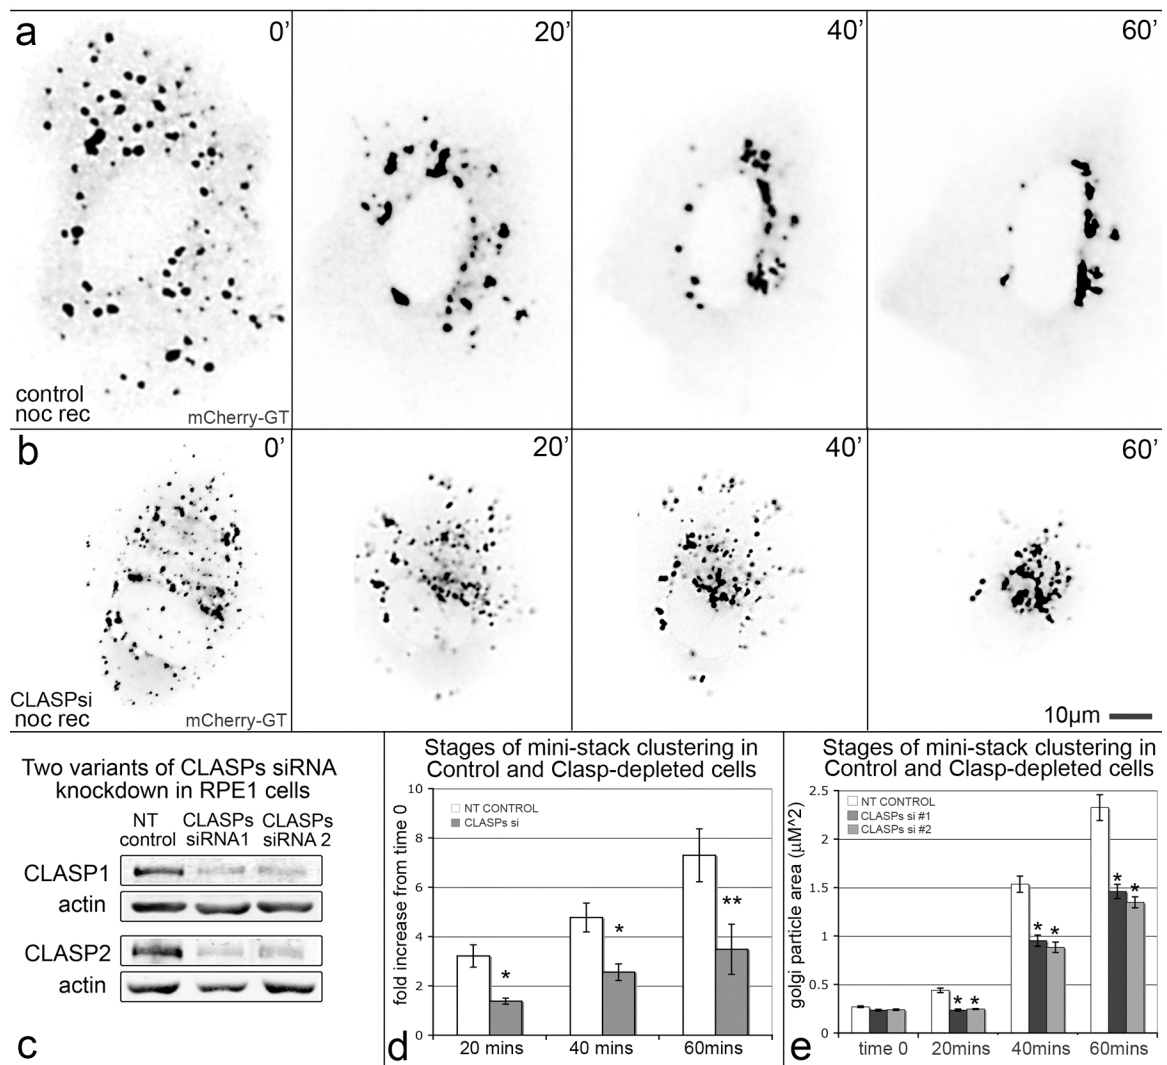 a
0’
20’
40’
60’
control
noc rec
mCherry-GT
b
0’
20’
40’
60’
CLASPsi
noc rec
mCherry-GT
10µm
Two variants of CLASPs siRNA
knockdown in RPE1 cells
NT
control
CLASPs
siRNA1
CLASPs
siRNA 2
CLASP1
actin
CLASP2
actin
c
Stages of mini-stack clustering in
Control and Clasp-depleted cells
fold increase from time 0
10
8
6
4
2
0
NT CONTROL
CLASPs si
*
*
**
20 mins
40 mins
60mins
d
Stages of mini-stack clustering in
Control and Clasp-depleted cells
golgi particle area (µM^2)
2.5
2
1.5
1
0.5
0
NT CONTROL
CLASPs si #1
CLASPs si #2
* *
* *
* *
time 0
20mins
40mins
60mins
e